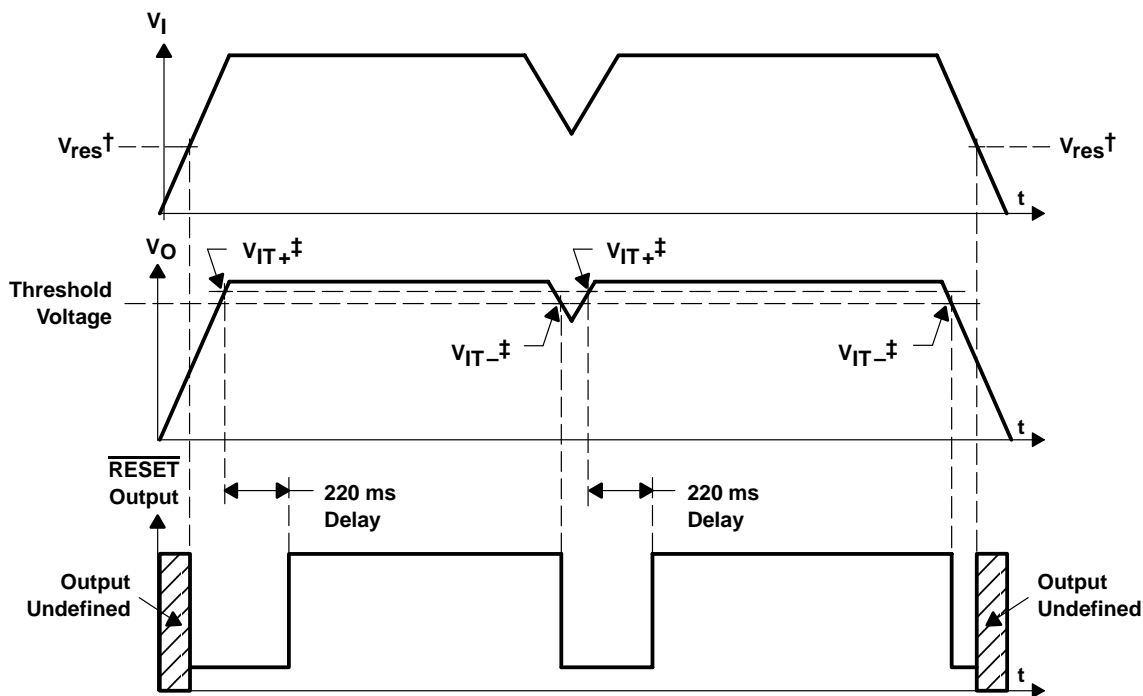 VI
Vres†
Vres†
t
VO
VIT+‡
VIT+‡
Threshold
Voltage
VIT–‡
VIT–‡
t
RESET
Output
220 ms
Delay
220 ms
Delay
Output
Undefined
Output
Undefined
t